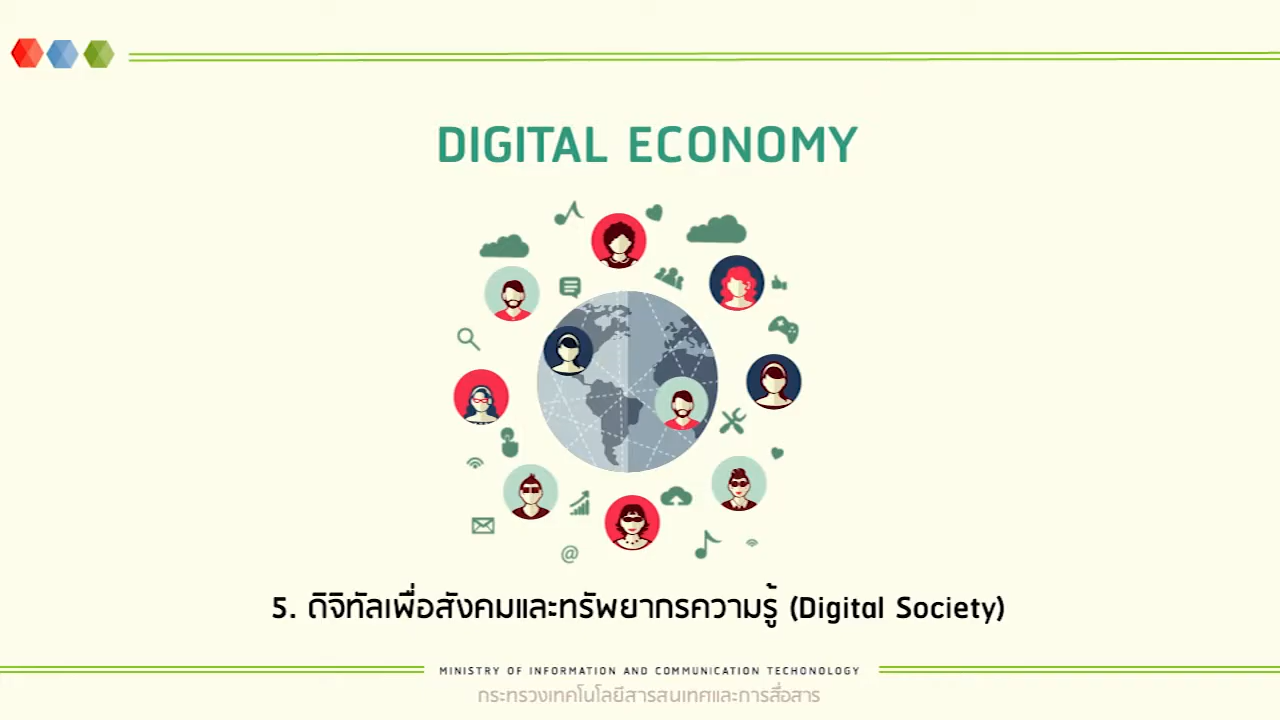 DIGITAL ECONOMY
@
5. ดิจิทัลเพื่อสังคมและทรัพยากรความรู้ (Digital Society)
MINISTRY OF INFORMATION AND COMMUNICATION TECHONOLOGY
กระทรวงเทคโนโลยีสารสนเทศและการสื่อสาร